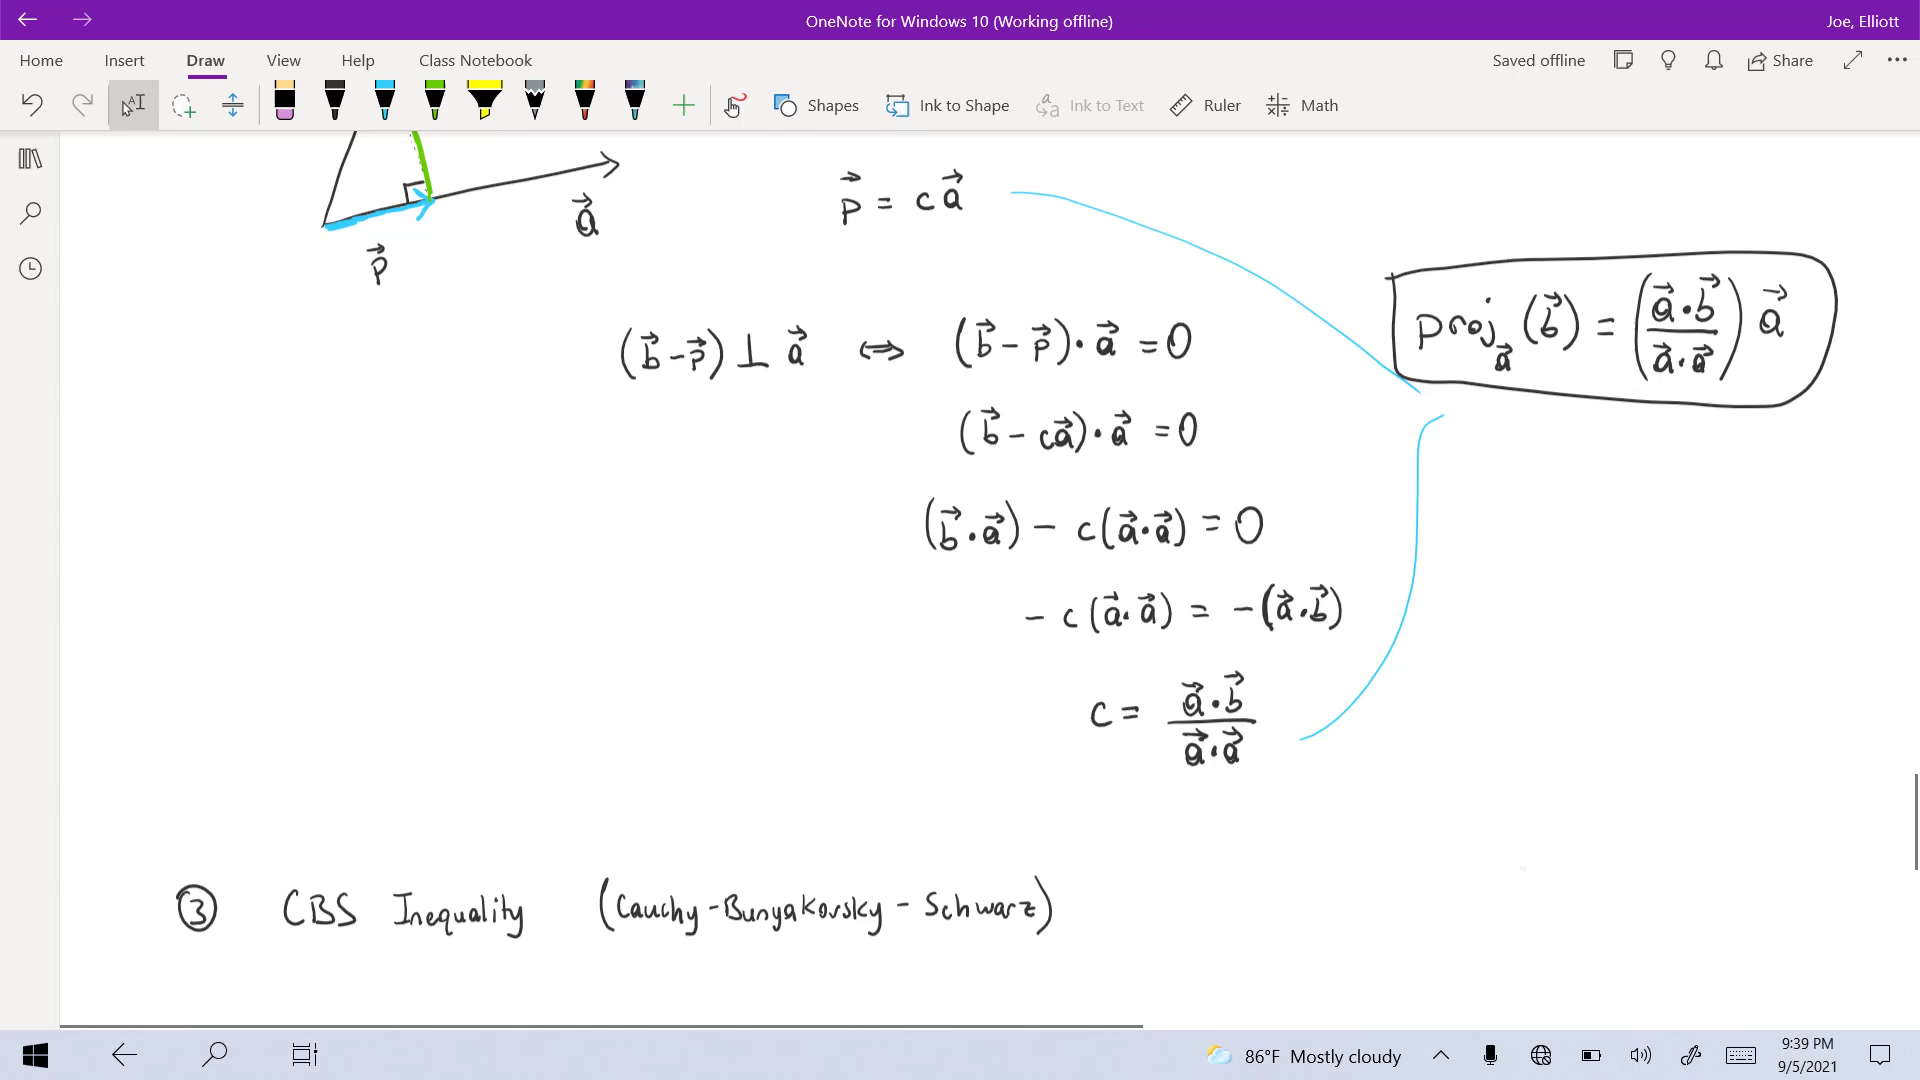 OneNote for Windows 10 (Working offline)
Joe, Elliott
Home Insert Draw View Help Class Notebook
Saved offline Share
Shapes Ink to Shape Ink to Text Ruler Math
a⃗
p⃗
p⃗ = c a⃗
(b⃗ - p⃗) ⊥ a⃗ ⇔ (b⃗ - p⃗) · a⃗ = 0
proj_a⃗ (b⃗) = ((a⃗ · b⃗)/(a⃗ · a⃗)) a⃗
(b⃗ - ca⃗) · a⃗ = 0
(b⃗ · a⃗) - c(a⃗ · a⃗) = 0
- c(a⃗ · a⃗) = -(a⃗ · b⃗)
c = (a⃗ · b⃗)/(a⃗ · a⃗)
③ CBS Inequality (Cauchy-Bunyakovsky-Schwarz)
86°F Mostly cloudy
9:39 PM
9/5/2021